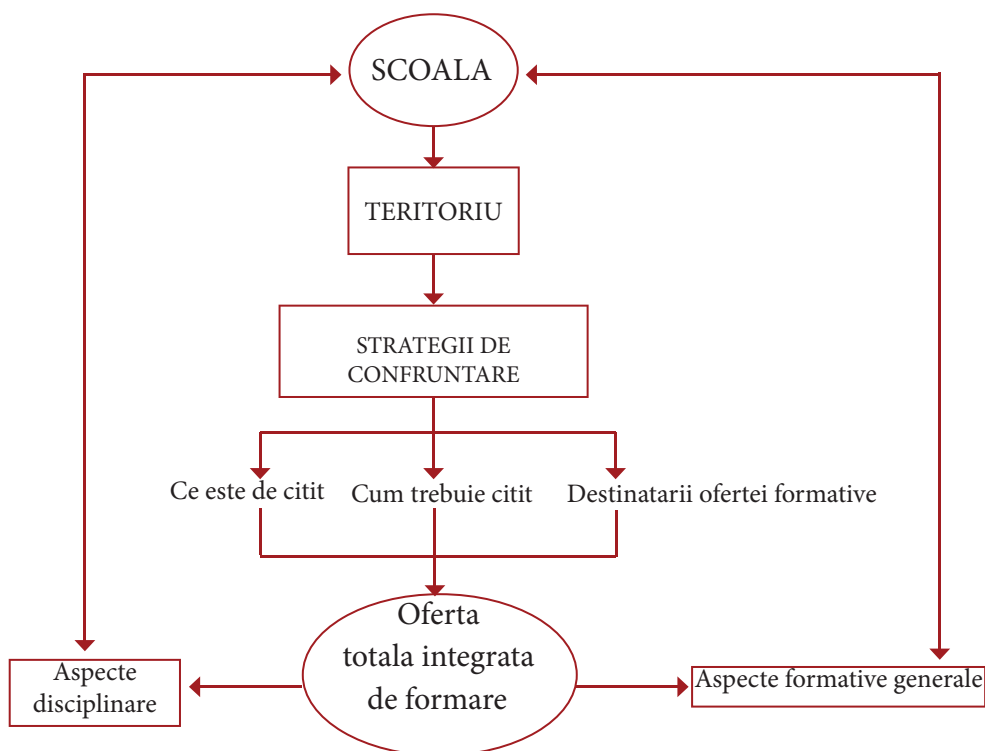 SCOALA
TERITORIU
STRATEGII DE
CONFRUNTARE
Ce este de citit
Cum trebuie citit
Destinatarii ofertei formative
Oferta
totala integrata
de formare
Aspecte
disciplinare
Aspecte formative generale